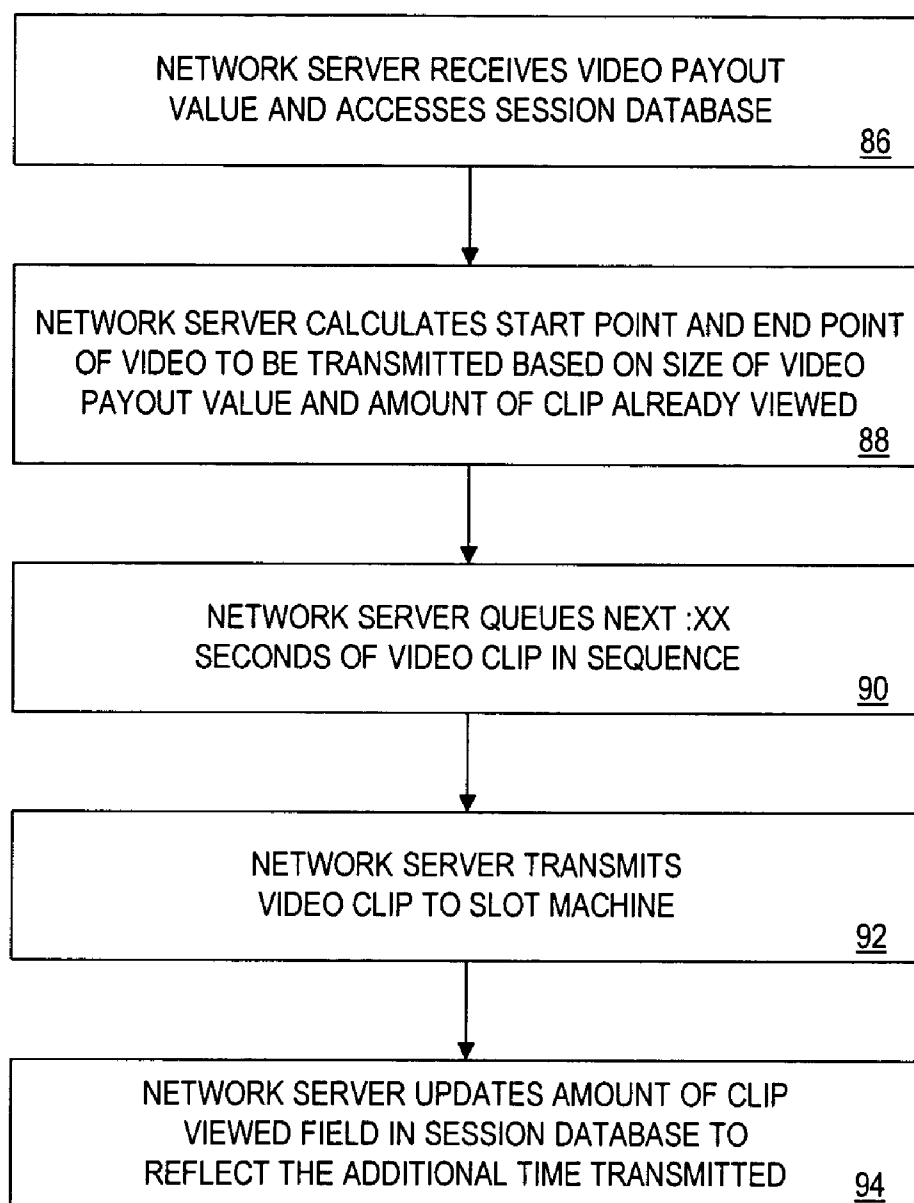 NETWORK SERVER RECEIVES VIDEO PAYOUT
VALUE AND ACCESSES SESSION DATABASE
86
NETWORK SERVER CALCULATES START POINT AND END POINT
OF VIDEO TO BE TRANSMITTED BASED ON SIZE OF VIDEO
PAYOUT VALUE AND AMOUNT OF CLIP ALREADY VIEWED
88
NETWORK SERVER QUEUES NEXT :XX
SECONDS OF VIDEO CLIP IN SEQUENCE
90
NETWORK SERVER TRANSMITS
VIDEO CLIP TO SLOT MACHINE
92
NETWORK SERVER UPDATES AMOUNT OF CLIP
VIEWED FIELD IN SESSION DATABASE TO
REFLECT THE ADDITIONAL TIME TRANSMITTED
94